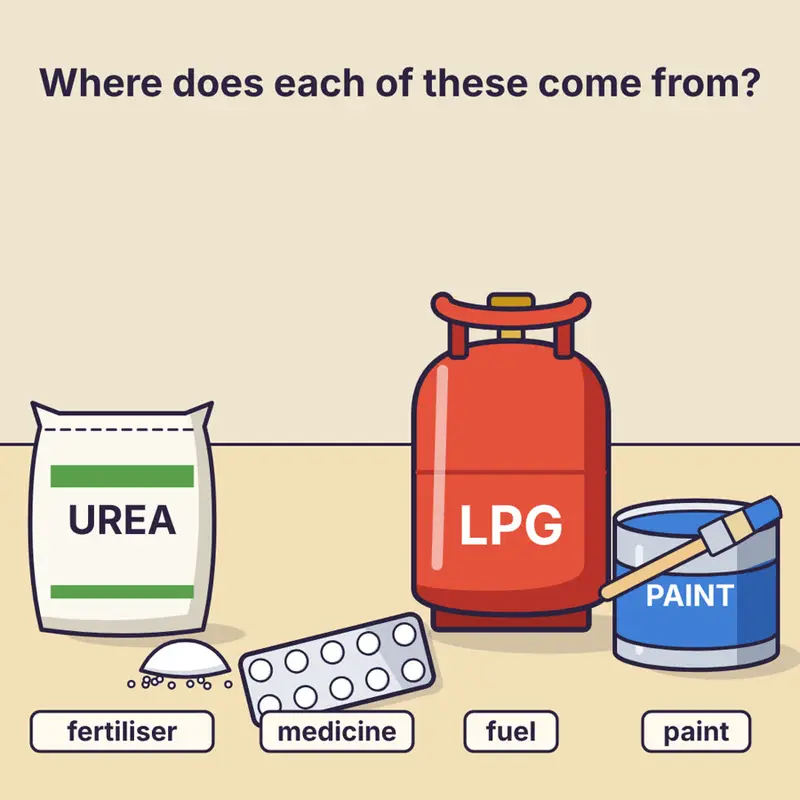 Where does each of these come from?
UREA
LPG
PAINT
fertiliser
medicine
fuel
paint